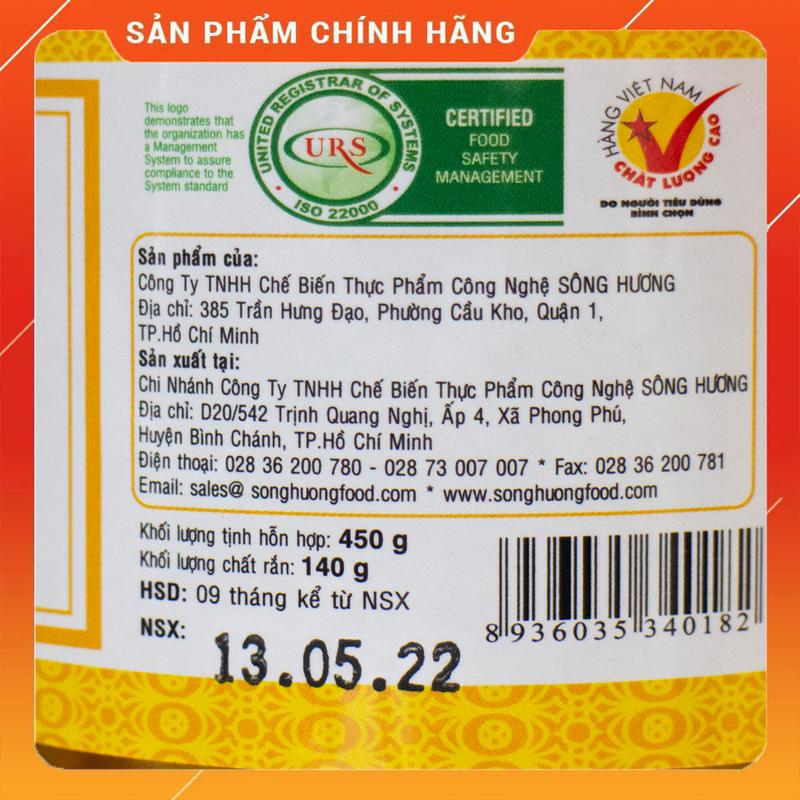 SẢN PHẨM CHÍNH HÃNG
This logo
demonstrates that
the organization has
a Management
System to assure
compliance to the
System standard
UNITED REGISTRAR OF SYSTEMS
URS
ISO 22000
CERTIFIED
FOOD
SAFETY
MANAGEMENT
HÀNG VIỆT NAM
CHẤT LƯỢNG CAO
DO NGƯỜI TIÊU DÙNG
BÌNH CHỌN
Sản phẩm của:
Công Ty TNHH Chế Biến Thực Phẩm Công Nghệ SÔNG HƯƠNG
Địa chỉ: 385 Trần Hưng Đạo, Phường Cầu Kho, Quận 1,
TP.Hồ Chí Minh
Sản xuất tại:
Chi Nhánh Công Ty TNHH Chế Biến Thực Phẩm Công Nghệ SÔNG HƯƠNG
Địa chỉ: D20/542 Trịnh Quang Nghị, Ấp 4, Xã Phong Phú,
Huyện Bình Chánh, TP.Hồ Chí Minh
Điện thoại: 028 36 200 780 - 028 73 007 007 * Fax: 028 36 200 781
Email: sales@ songhuongfood.com * www.songhuongfood.com
Khối lượng tịnh hỗn hợp: 450 g
Khối lượng chất rắn: 140 g
HSD: 09 tháng kể từ NSX
NSX: 13.05.22
8 936035 340182